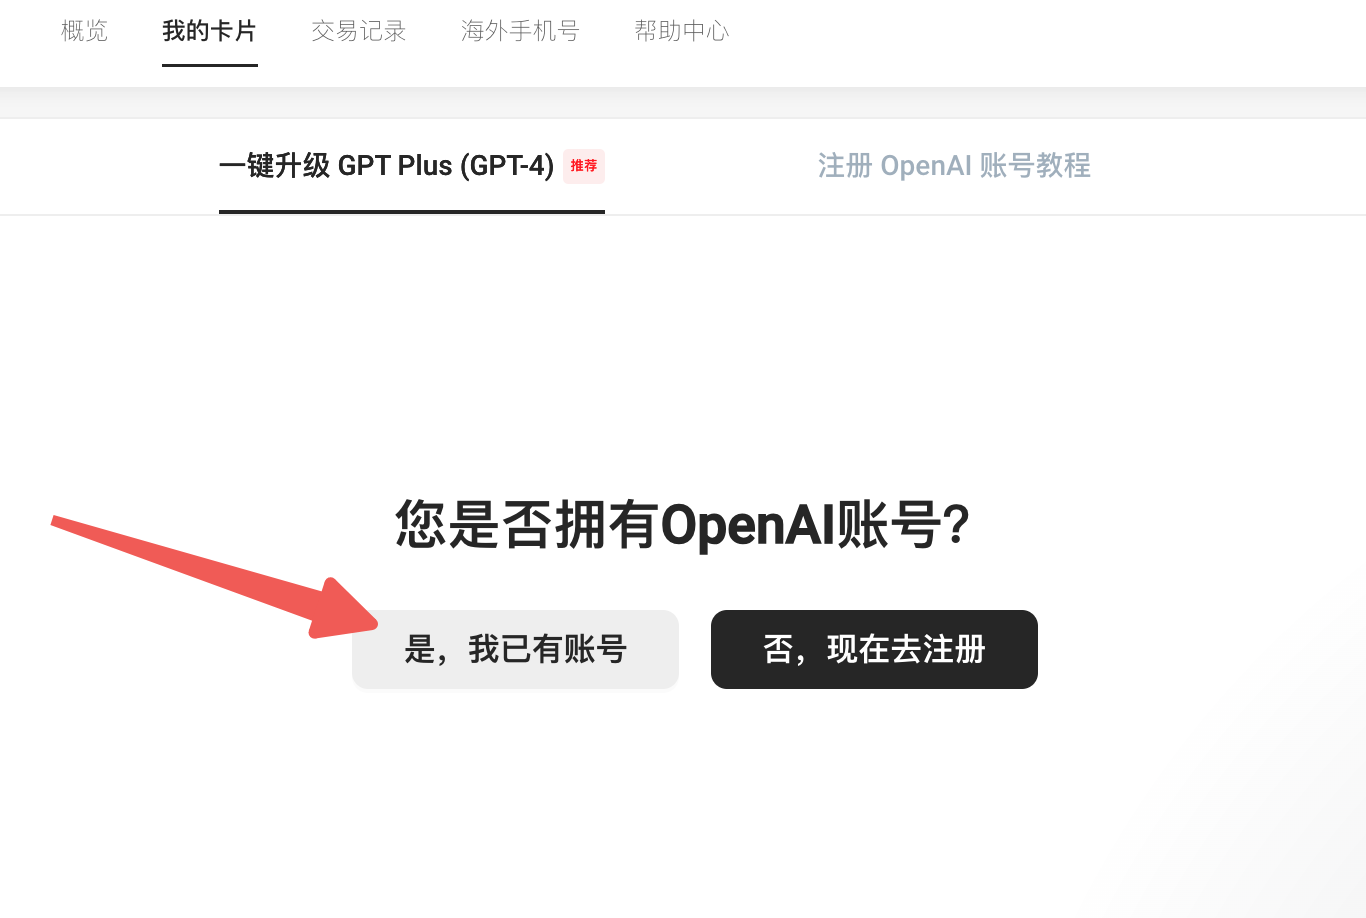 概览 我的卡片 交易记录 海外手机号 帮助中心
一键升级 GPT Plus (GPT-4) 推荐 注册 OpenAI 账号教程
您是否拥有OpenAI账号?
是，我已有账号 否，现在去注册